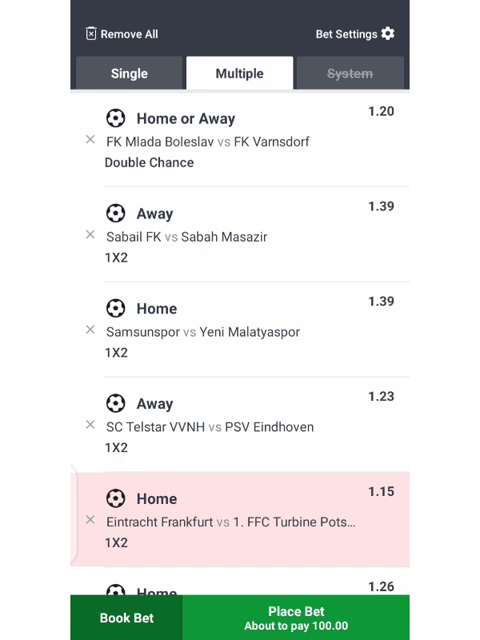 Remove All
Bet Settings
Single
Multiple
System
Home or Away
1.20
FK Mlada Boleslav vs FK Varnsdorf
Double Chance
Away
1.39
Sabail FK vs Sabah Masazir
1X2
Home
1.39
Samsunspor vs Yeni Malatyaspor
1X2
Away
1.23
SC Telstar VVNH vs PSV Eindhoven
1X2
Home
1.15
Eintracht Frankfurt vs 1. FFC Turbine Pots...
1X2
Home
1.26
Book Bet
Place Bet
About to pay 100.00